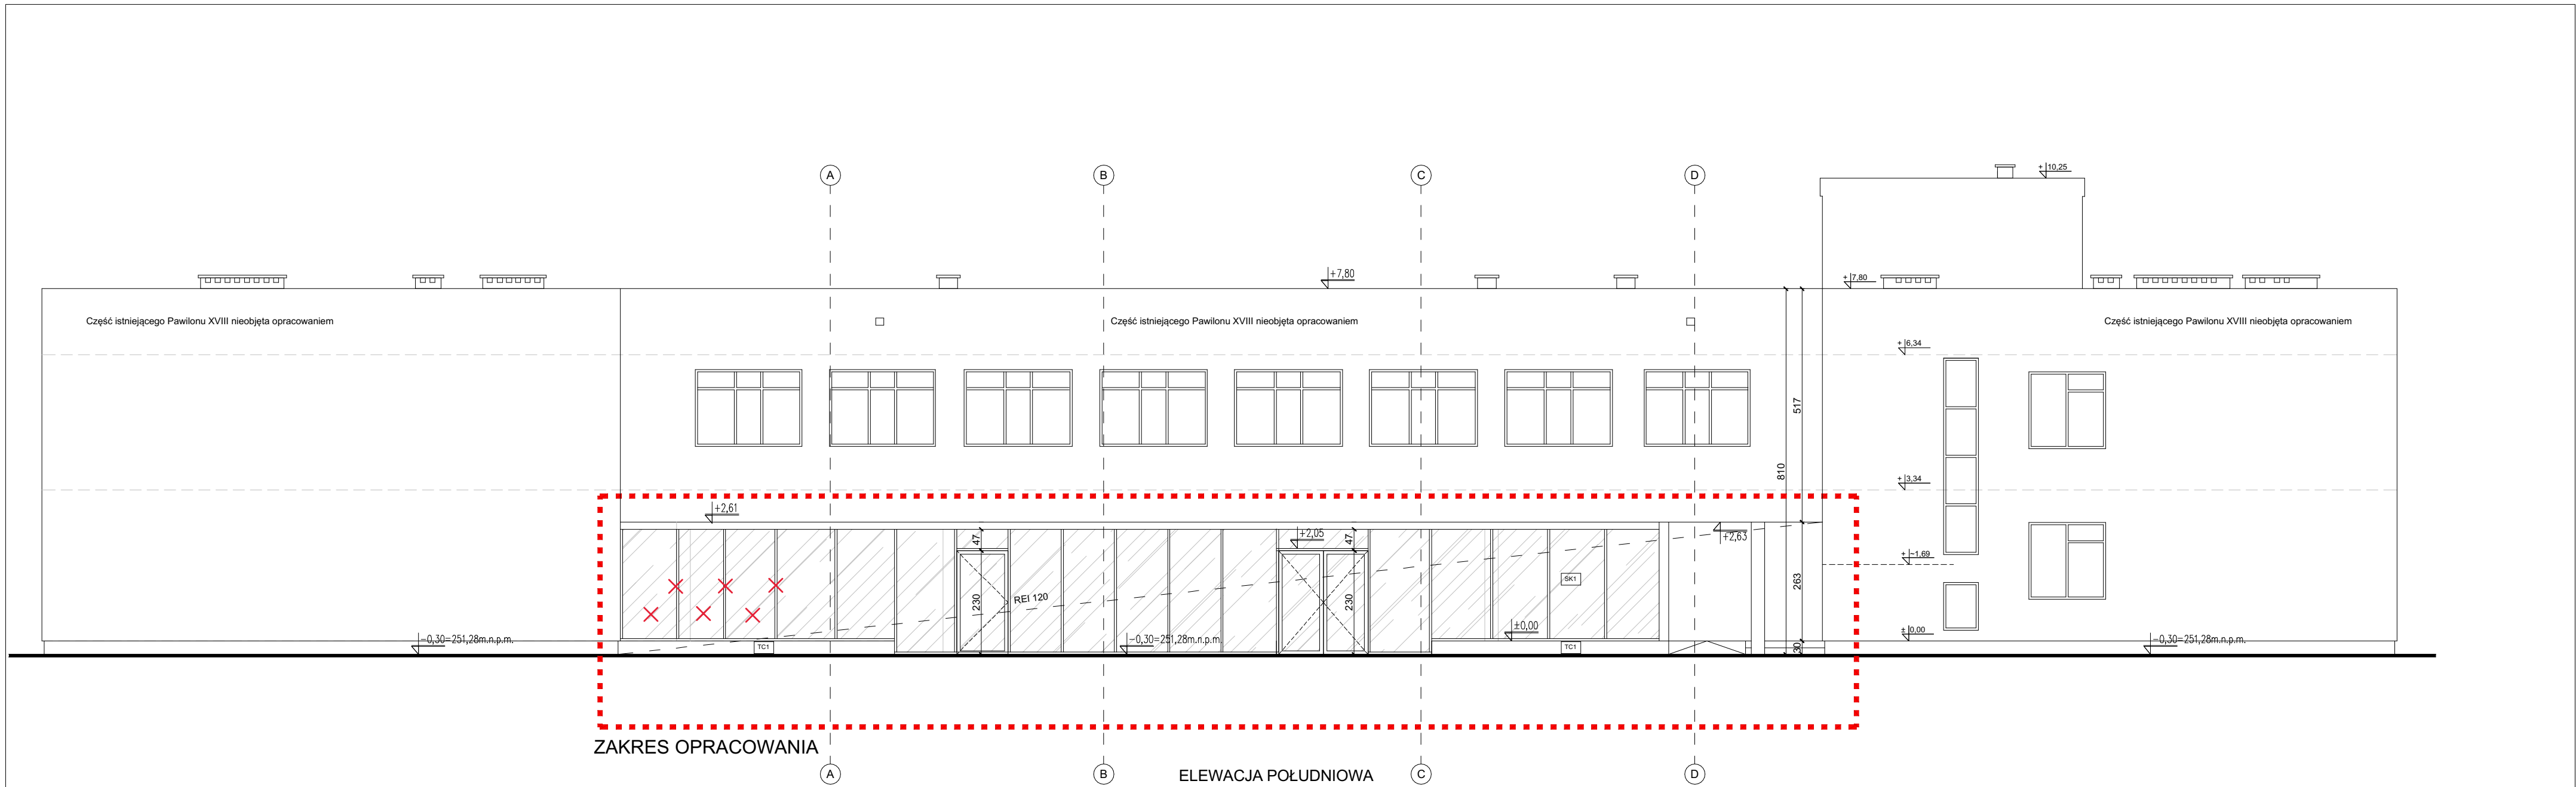 A
B
C
D
+ 10,25
+7,80
+ 7,80
Część istniejącego Pawilonu XVIII nieobjęta opracowaniem
Część istniejącego Pawilonu XVIII nieobjęta opracowaniem
Część istniejącego Pawilonu XVIII nieobjęta opracowaniem
+ 6,34
517
810
+ 3,34
+2,61
47
+2,05
47
+2,63
+ ~1,69
SK1
263
230
REI 120
230
±0,00
± 0,00
-0,30=251,28m.n.p.m.
TC1
-0,30=251,28m.n.p.m.
TC1
30
-0,30=251,28m.n.p.m.
ZAKRES OPRACOWANIA
A
B
ELEWACJA POŁUDNIOWA
C
D